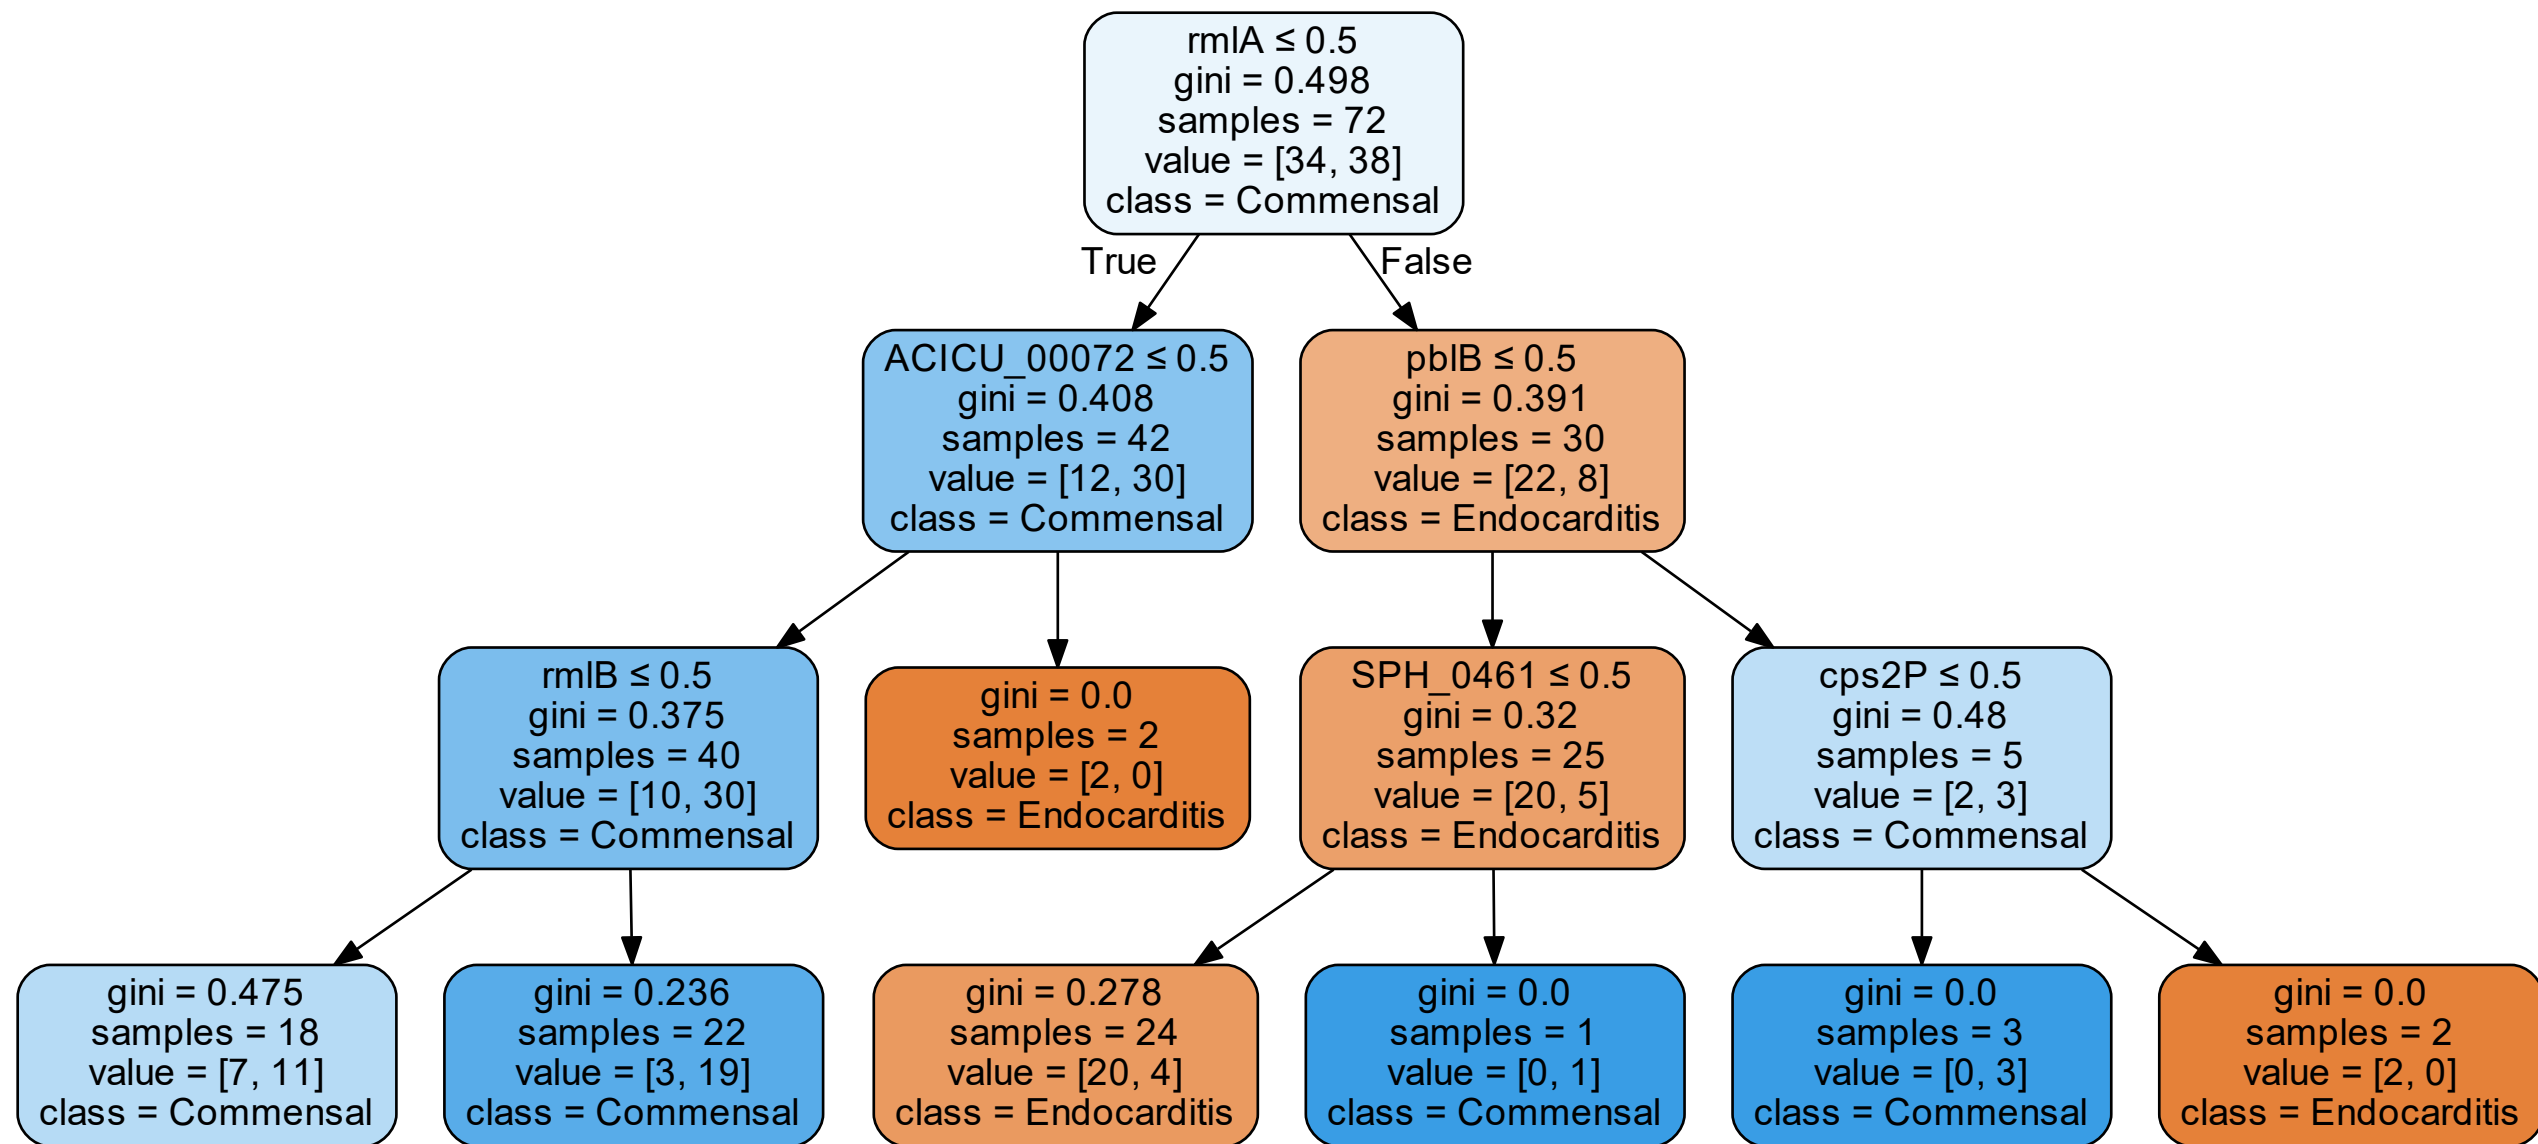 rmlA ≤ 0.5
gini = 0.498
samples = 72
value = [34, 38]
class = Commensal
True
False
ACICU_00072 ≤ 0.5
gini = 0.408
samples = 42
value = [12, 30]
class = Commensal
pblB ≤ 0.5
gini = 0.391
samples = 30
value = [22, 8]
class = Endocarditis
rmlB ≤ 0.5
gini = 0.375
samples = 40
value = [10, 30]
class = Commensal
gini = 0.0
samples = 2
value = [2, 0]
class = Endocarditis
SPH_0461 ≤ 0.5
gini = 0.32
samples = 25
value = [20, 5]
class = Endocarditis
cps2P ≤ 0.5
gini = 0.48
samples = 5
value = [2, 3]
class = Commensal
gini = 0.475
samples = 18
value = [7, 11]
class = Commensal
gini = 0.236
samples = 22
value = [3, 19]
class = Commensal
gini = 0.278
samples = 24
value = [20, 4]
class = Endocarditis
gini = 0.0
samples = 1
value = [0, 1]
class = Commensal
gini = 0.0
samples = 3
value = [0, 3]
class = Commensal
gini = 0.0
samples = 2
value = [2, 0]
class = Endocarditis